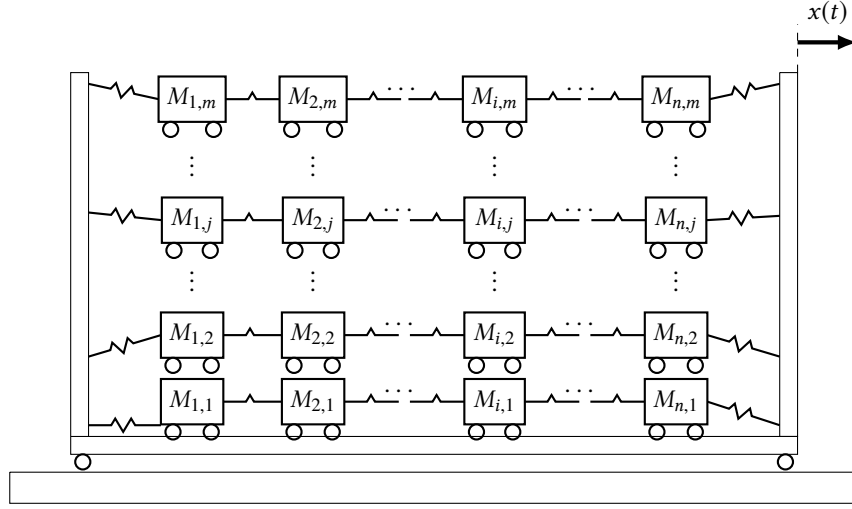 x(t)
M₁,ₘ M₂,ₘ ⋯ Mᵢ,ₘ ⋯ Mₙ,ₘ
⋮ ⋮ ⋮ ⋮
M₁,ⱼ M₂,ⱼ ⋯ Mᵢ,ⱼ ⋯ Mₙ,ⱼ
⋮ ⋮ ⋮ ⋮
M₁,₂ M₂,₂ ⋯ Mᵢ,₂ ⋯ Mₙ,₂
M₁,₁ M₂,₁ ⋯ Mᵢ,₁ ⋯ Mₙ,₁